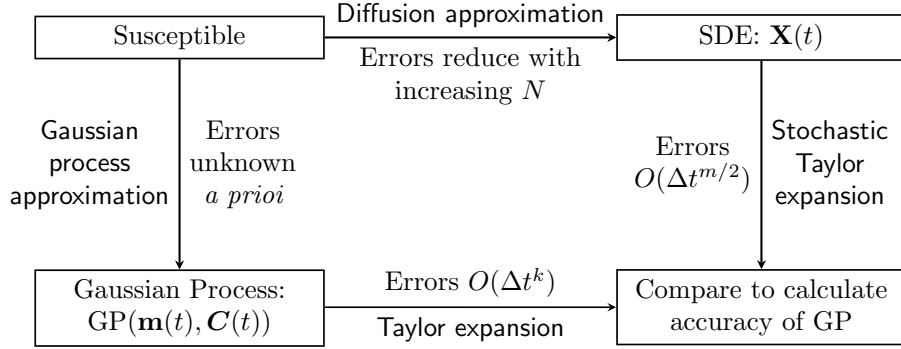 Diffusion approximation
Susceptible
SDE: X(t)
Errors reduce with
increasing N
Gaussian
process
approximation
Errors
unknown
a prioi
Errors
O(Δt^{m/2})
Stochastic
Taylor
expansion
Gaussian Process:
GP(m(t), C(t))
Errors O(Δt^k)
Taylor expansion
Compare to calculate
accuracy of GP